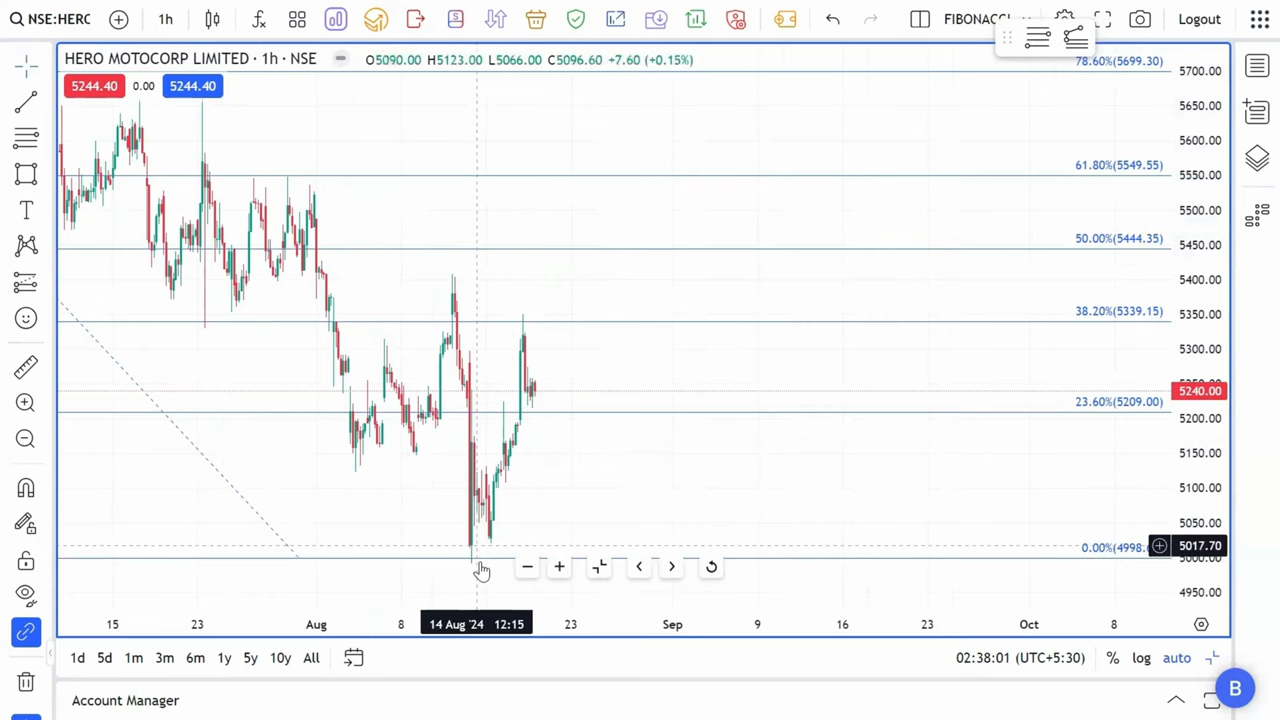 NSE:HERC
1h
FIBONACCI
Logout
HERO MOTOCORP LIMITED · 1h · NSE
O5090.00 H5123.00 L5066.00 C5096.60 +7.60 (+0.15%)
5244.40 0.00 5244.40
78.60%(5699.30)
5700.00
5650.00
5600.00
61.80%(5549.55)
5550.00
5500.00
50.00%(5444.35)
5450.00
5400.00
5350.00
38.20%(5339.15)
5300.00
5240.00
23.60%(5209.00)
5200.00
5150.00
5100.00
5050.00
0.00%(4998.
5017.70
4950.00
15 23 Aug 8 14 Aug '24 12:15 23 Sep 9 16 23 Oct 8
1d 5d 1m 3m 6m 1y 5y 10y All
02:38:01 (UTC+5:30) % log auto
B
Account Manager